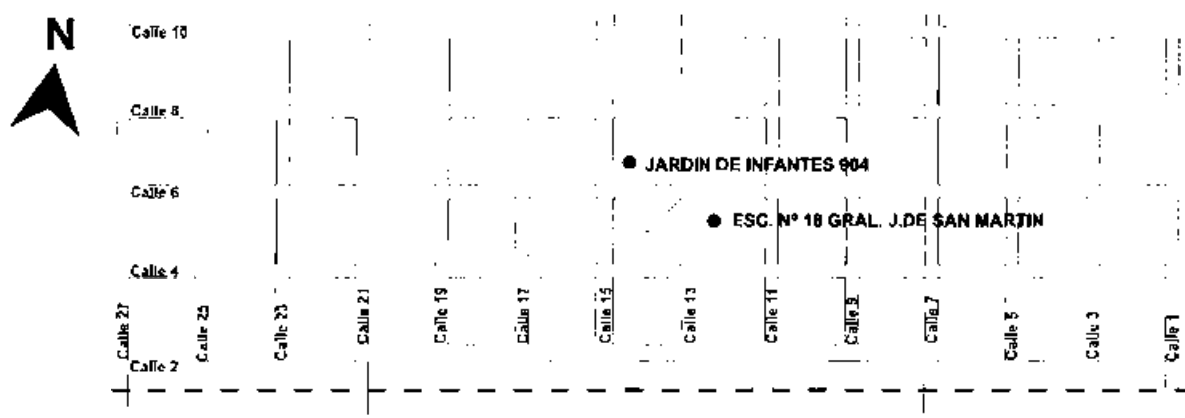 N
Calle 10
Calle 8
JARDIN DE INFANTES 904
Calle 6
ESC. Nº 18 GRAL. J.DE SAN MARTIN
Calle 4
Calle 27
Calle 25
Calle 23
Calle 21
Calle 19
Calle 17
Calle 15
Calle 13
Calle 11
Calle 9
Calle 7
Calle 5
Calle 3
Calle 1
Calle 2